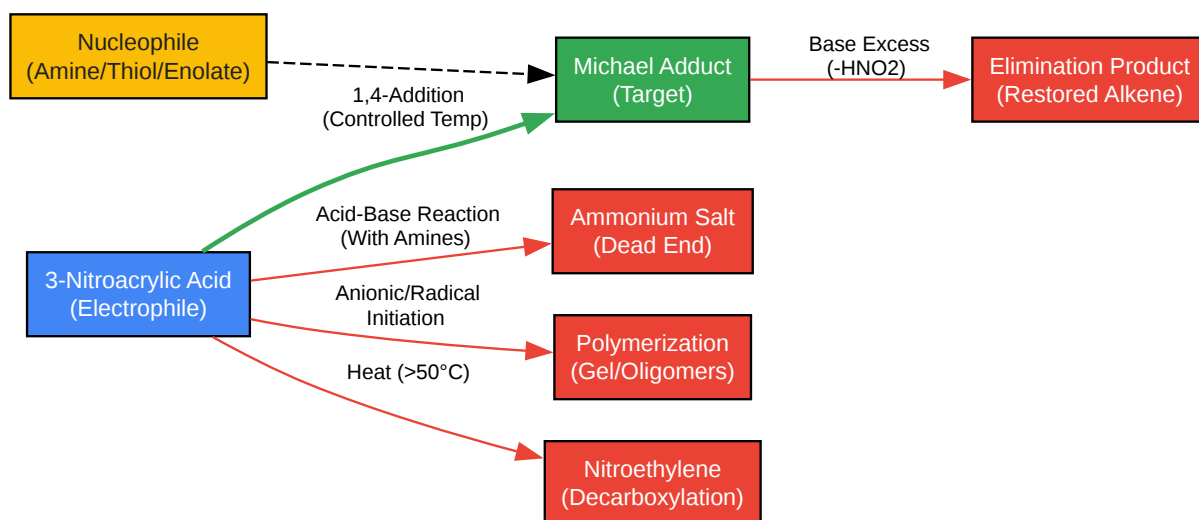 Nucleophile
(Amine/Thiol/Enolate)
1,4-Addition
(Controlled Temp)
Michael Adduct
(Target)
Base Excess
(-HNO2)
Elimination Product
(Restored Alkene)
3-Nitroacrylic Acid
(Electrophile)
Acid-Base Reaction
(With Amines)
Ammonium Salt
(Dead End)
Anionic/Radical
Initiation
Polymerization
(Gel/Oligomers)
Heat (>50°C)
Nitroethylene
(Decarboxylation)